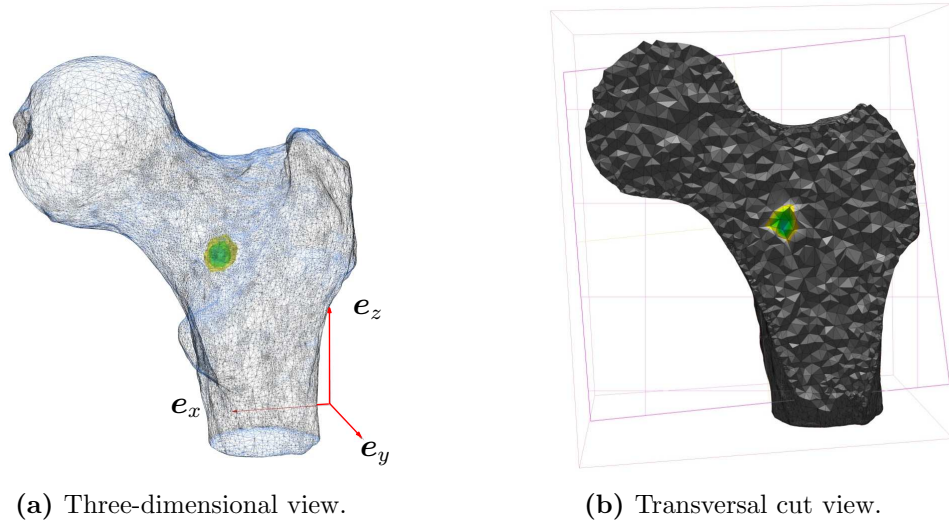 e_z
e_x
e_y
(a) Three-dimensional view.
(b) Transversal cut view.